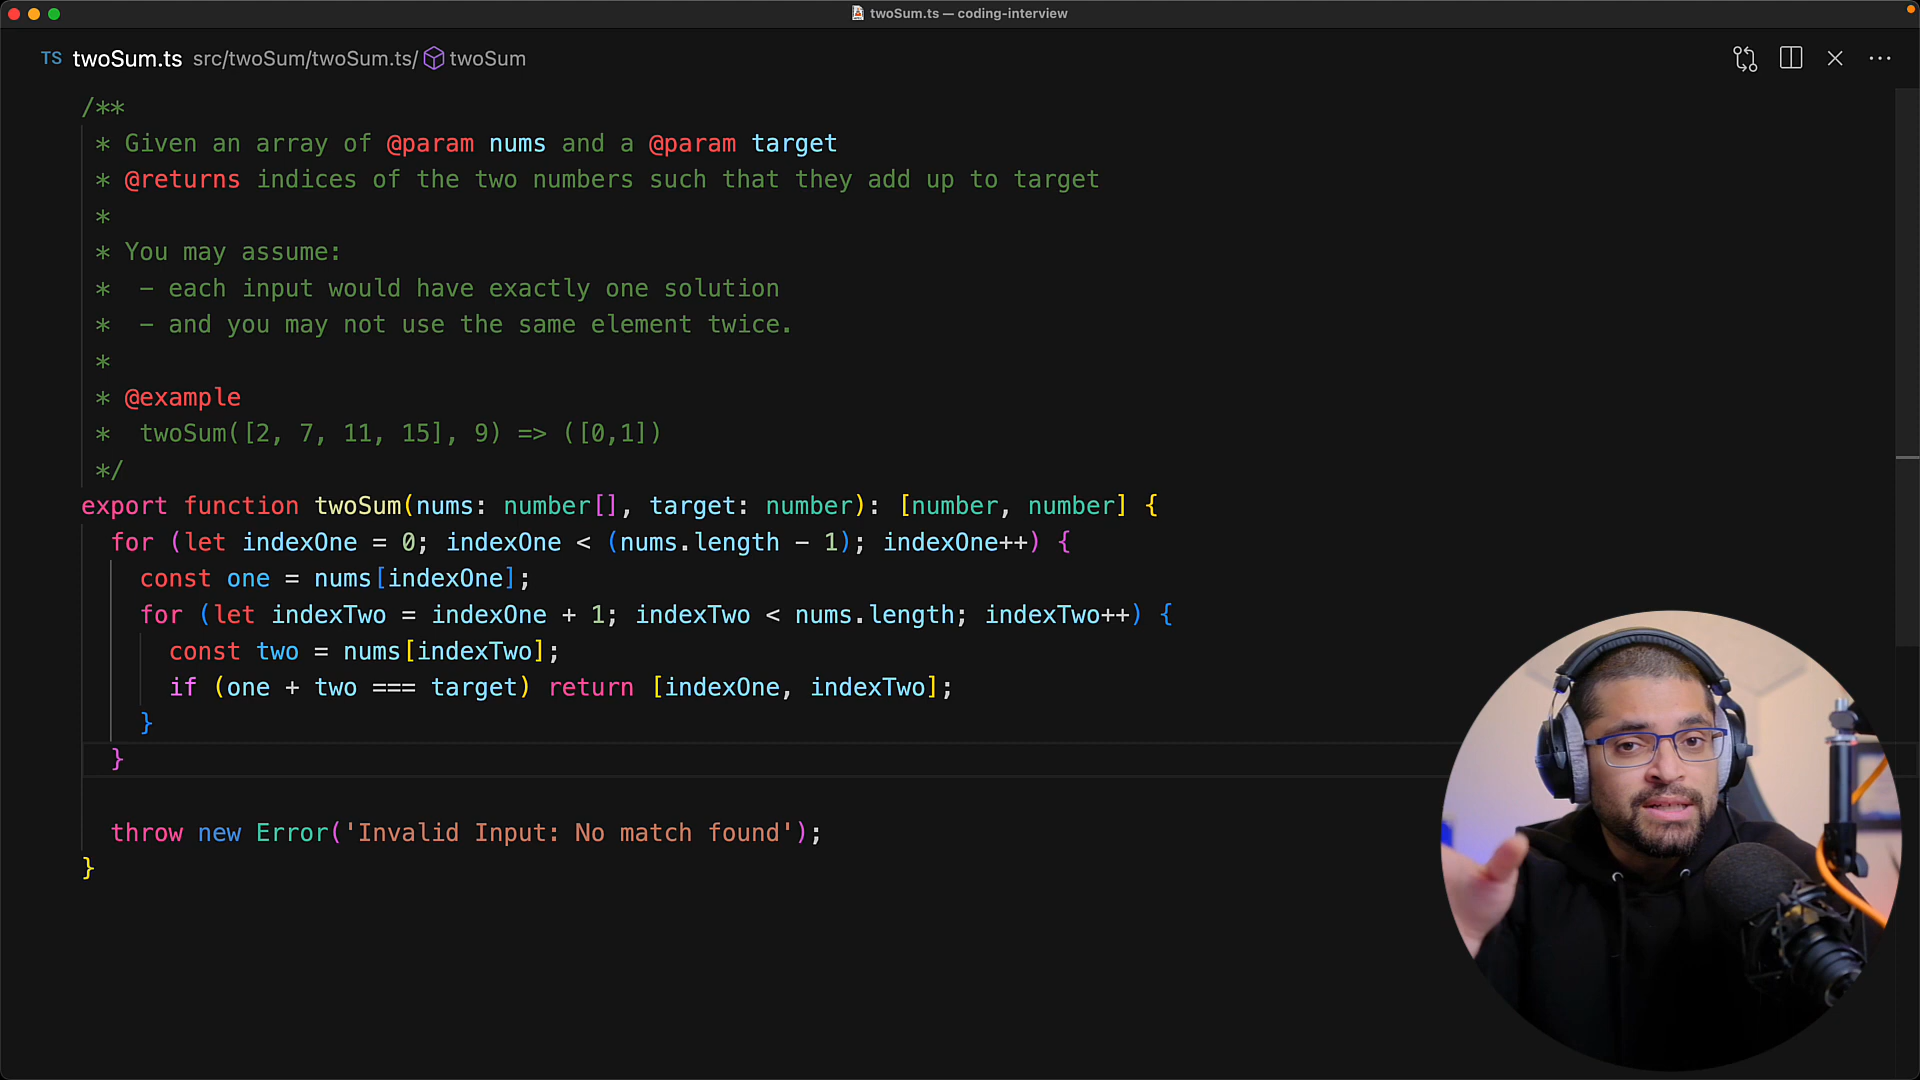 twoSum.ts — coding-interview
TS twoSum.ts src/twoSum/twoSum.ts/ twoSum
/**
* Given an array of @param nums and a @param target
* @returns indices of the two numbers such that they add up to target
*
* You may assume:
*  - each input would have exactly one solution
*  - and you may not use the same element twice.
*
* @example
*  twoSum([2, 7, 11, 15], 9) => ([0,1])
*/
export function twoSum(nums: number[], target: number): [number, number] {
for (let indexOne = 0; indexOne < (nums.length - 1); indexOne++) {
const one = nums[indexOne];
for (let indexTwo = indexOne + 1; indexTwo < nums.length; indexTwo++) {
const two = nums[indexTwo];
if (one + two === target) return [indexOne, indexTwo];
}
}
throw new Error('Invalid Input: No match found');
}